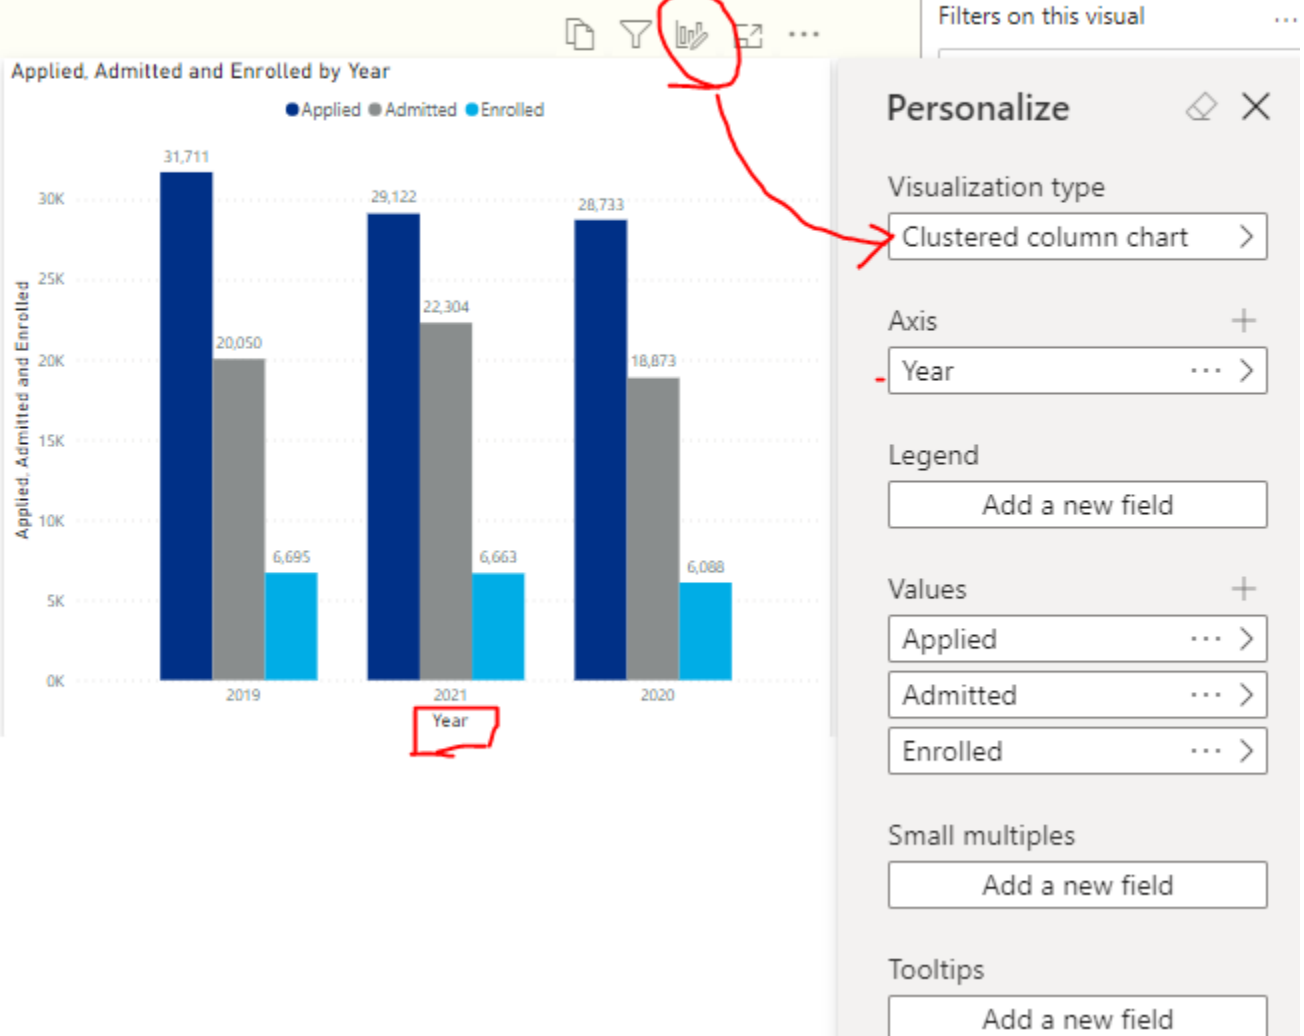 Filters on this visual
Applied, Admitted and Enrolled by Year
Applied Admitted Enrolled
Applied, Admitted and Enrolled
30K
25K
20K
15K
10K
5K
0K
31,711
20,050
6,695
29,122
22,304
6,663
28,733
18,873
6,088
2019
2021
2020
Year
Personalize
Visualization type
Clustered column chart
Axis
Year
Legend
Add a new field
Values
Applied
Admitted
Enrolled
Small multiples
Add a new field
Tooltips
Add a new field